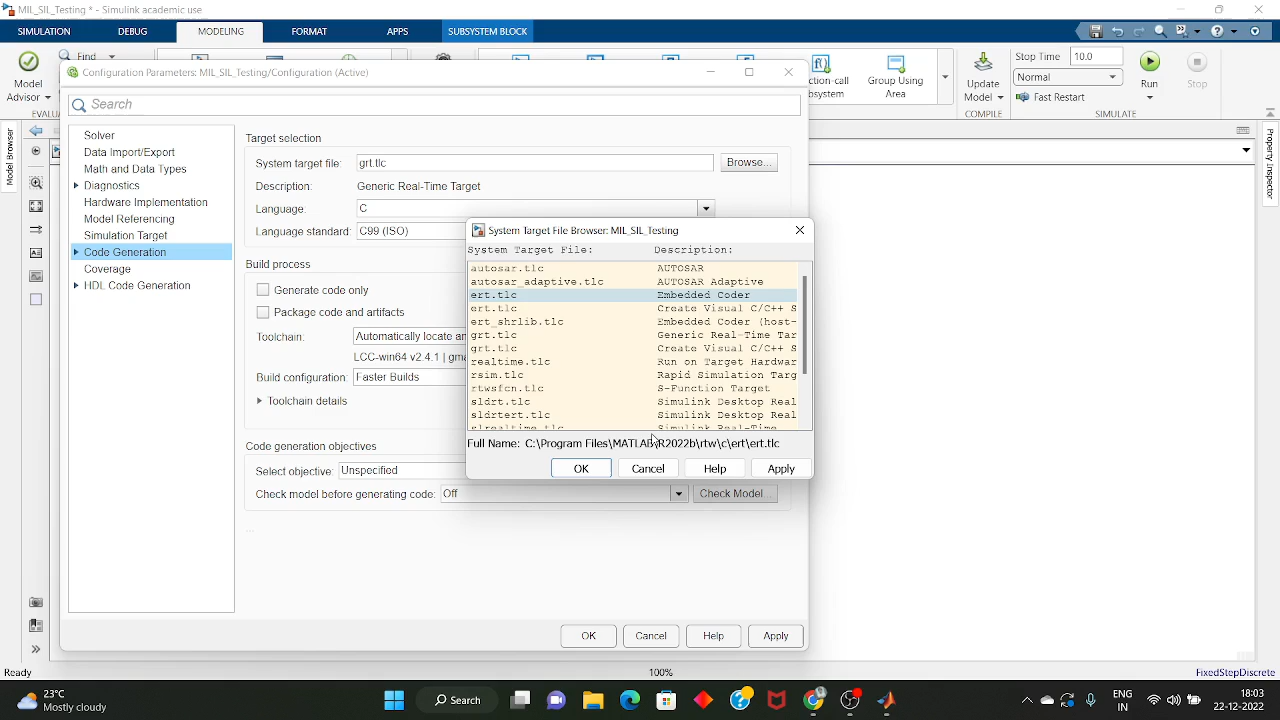 MIL_SIL_Testing * - Simulink academic use
SIMULATION DEBUG MODELING FORMAT APPS SUBSYSTEM BLOCK
Find
Model
Advisor
Group Using
Area
Update
Model
Stop Time 10.0
Normal
Fast Restart
Run
Stop
COMPILE
SIMULATE
Configuration Parameters: MIL_SIL_Testing/Configuration (Active)
Search
Model Browser
Property Inspector
Solver
Data Import/Export
Math and Data Types
Diagnostics
Hardware Implementation
Model Referencing
Simulation Target
Code Generation
Coverage
HDL Code Generation
Target selection
System target file: grt.tlc Browse...
Description: Generic Real-Time Target
Language: C
Language standard: C99 (ISO)
Build process
Generate code only
Package code and artifacts
Toolchain: Automatically locate an
LCC-win64 v2.4.1 | gma
Build configuration: Faster Builds
Toolchain details
Code generation objectives
Select objective: Unspecified
Check model before generating code: Off Check Model...
...
System Target File Browser: MIL_SIL_Testing
System Target File: Description:
autosar.tlc AUTOSAR
autosar_adaptive.tlc AUTOSAR Adaptive
ert.tlc Embedded Coder
ert.tlc Create Visual C/C++ S
ert_shrlib.tlc Embedded Coder (host-
grt.tlc Generic Real-Time Tar
grt.tlc Create Visual C/C++ S
realtime.tlc Run on Target Hardwar
rsim.tlc Rapid Simulation Targ
rtwsfcn.tlc S-Function Target
sldrt.tlc Simulink Desktop Real
sldrtert.tlc Simulink Desktop Real
slrealtime.tlc Simulink Real-Time
Full Name: C:\Program Files\MATLAB\R2022b\rtw\c\ert\ert.tlc
OK Cancel Help Apply
OK Cancel Help Apply
Ready 100% FixedStepDiscrete
23°C
Mostly cloudy
Search
ENG
IN
18:03
22-12-2022